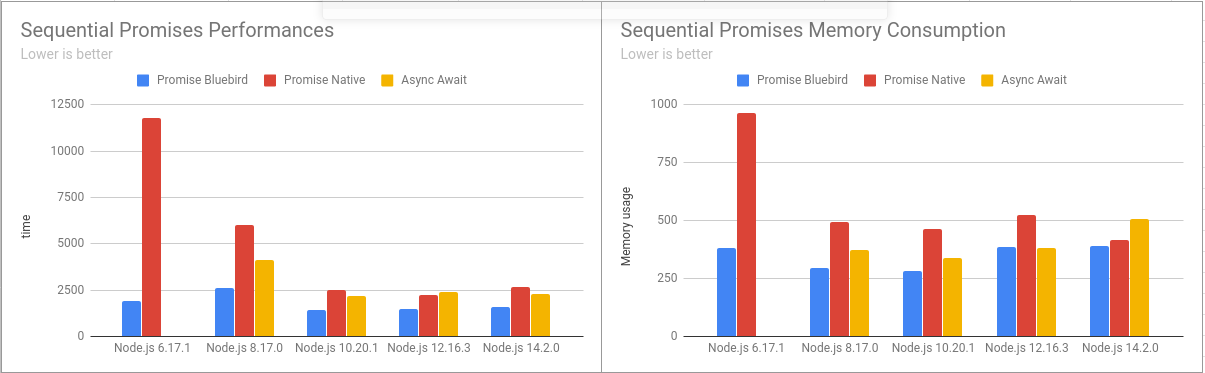 Sequential Promises Performances
Lower is better
Promise Bluebird Promise Native Async Await
12500
10000
7500
5000
2500
0
time
Node.js 6.17.1 Node.js 8.17.0 Node.js 10.20.1 Node.js 12.16.3 Node.js 14.2.0
Sequential Promises Memory Consumption
Lower is better
Promise Bluebird Promise Native Async Await
1000
750
500
250
0
Memory usage
Node.js 6.17.1 Node.js 8.17.0 Node.js 10.20.1 Node.js 12.16.3 Node.js 14.2.0